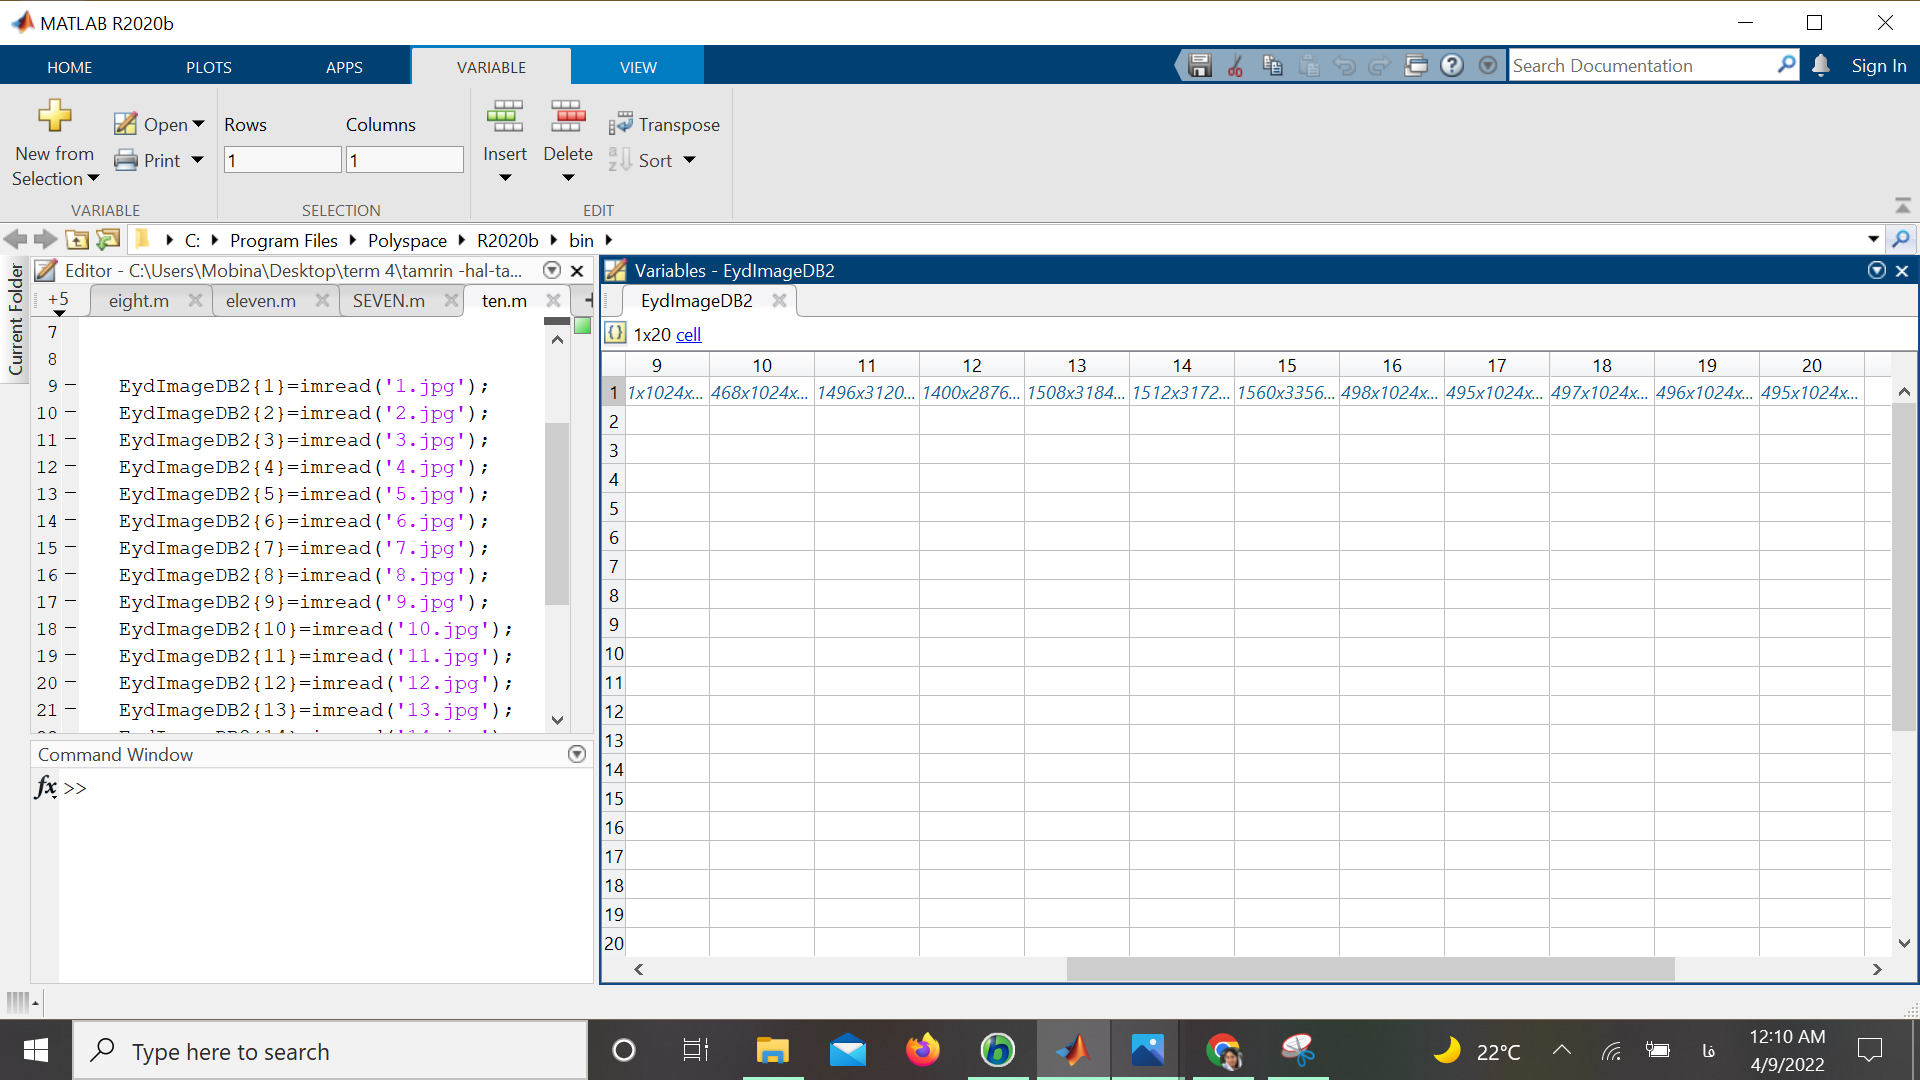 MATLAB R2020b
HOME PLOTS APPS VARIABLE VIEW Search Documentation Sign In
New from Selection Open Print Rows Columns 1 1 Insert Delete Transpose Sort
VARIABLE SELECTION EDIT
C: Program Files Polyspace R2020b bin
Current Folder
Editor - C:\Users\Mobina\Desktop\term 4\tamrin -hal-ta...
+5 eight.m eleven.m SEVEN.m ten.m
7
8
9 EydImageDB2{1}=imread('1.jpg');
10 EydImageDB2{2}=imread('2.jpg');
11 EydImageDB2{3}=imread('3.jpg');
12 EydImageDB2{4}=imread('4.jpg');
13 EydImageDB2{5}=imread('5.jpg');
14 EydImageDB2{6}=imread('6.jpg');
15 EydImageDB2{7}=imread('7.jpg');
16 EydImageDB2{8}=imread('8.jpg');
17 EydImageDB2{9}=imread('9.jpg');
18 EydImageDB2{10}=imread('10.jpg');
19 EydImageDB2{11}=imread('11.jpg');
20 EydImageDB2{12}=imread('12.jpg');
21 EydImageDB2{13}=imread('13.jpg');
Command Window
fx >>
Variables - EydImageDB2
EydImageDB2
{} 1x20 cell
9 10 11 12 13 14 15 16 17 18 19 20
1 1x1024x... 468x1024x... 1496x3120... 1400x2876... 1508x3184... 1512x3172... 1560x3356... 498x1024x... 495x1024x... 497x1024x... 496x1024x... 495x1024x...
2
3
4
5
6
7
8
9
10
11
12
13
14
15
16
17
18
19
20
Type here to search 22°C فا 12:10 AM
4/9/2022